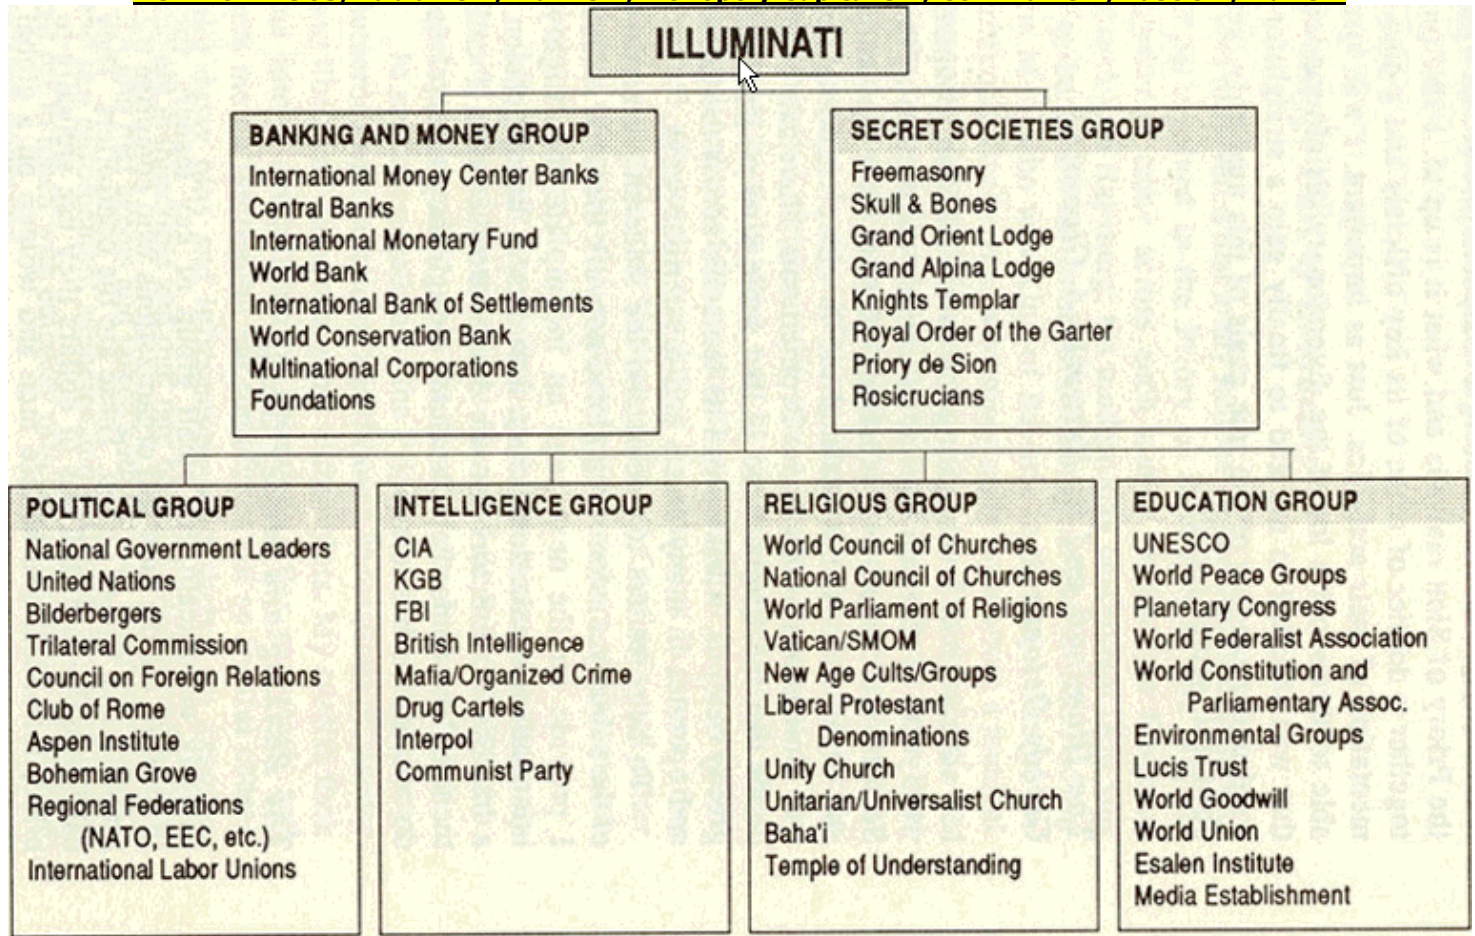 ILLUMINATI
BANKING AND MONEY GROUP
International Money Center Banks
Central Banks
International Monetary Fund
World Bank
International Bank of Settlements
World Conservation Bank
Multinational Corporations
Foundations
SECRET SOCIETIES GROUP
Freemasonry
Skull & Bones
Grand Orient Lodge
Grand Alpina Lodge
Knights Templar
Royal Order of the Garter
Priory de Sion
Rosicrucians
POLITICAL GROUP
National Government Leaders
United Nations
Bilderbergers
Trilateral Commission
Council on Foreign Relations
Club of Rome
Aspen Institute
Bohemian Grove
Regional Federations
(NATO, EEC, etc.)
International Labor Unions
INTELLIGENCE GROUP
CIA
KGB
FBI
British Intelligence
Mafia/Organized Crime
Drug Cartels
Interpol
Communist Party
RELIGIOUS GROUP
World Council of Churches
National Council of Churches
World Parliament of Religions
Vatican/SMOM
New Age Cults/Groups
Liberal Protestant
Denominations
Unity Church
Unitarian/Universalist Church
Baha'i
Temple of Understanding
EDUCATION GROUP
UNESCO
World Peace Groups
Planetary Congress
World Federalist Association
World Constitution and
Parliamentary Assoc.
Environmental Groups
Lucis Trust
World Goodwill
World Union
Esalen Institute
Media Establishment